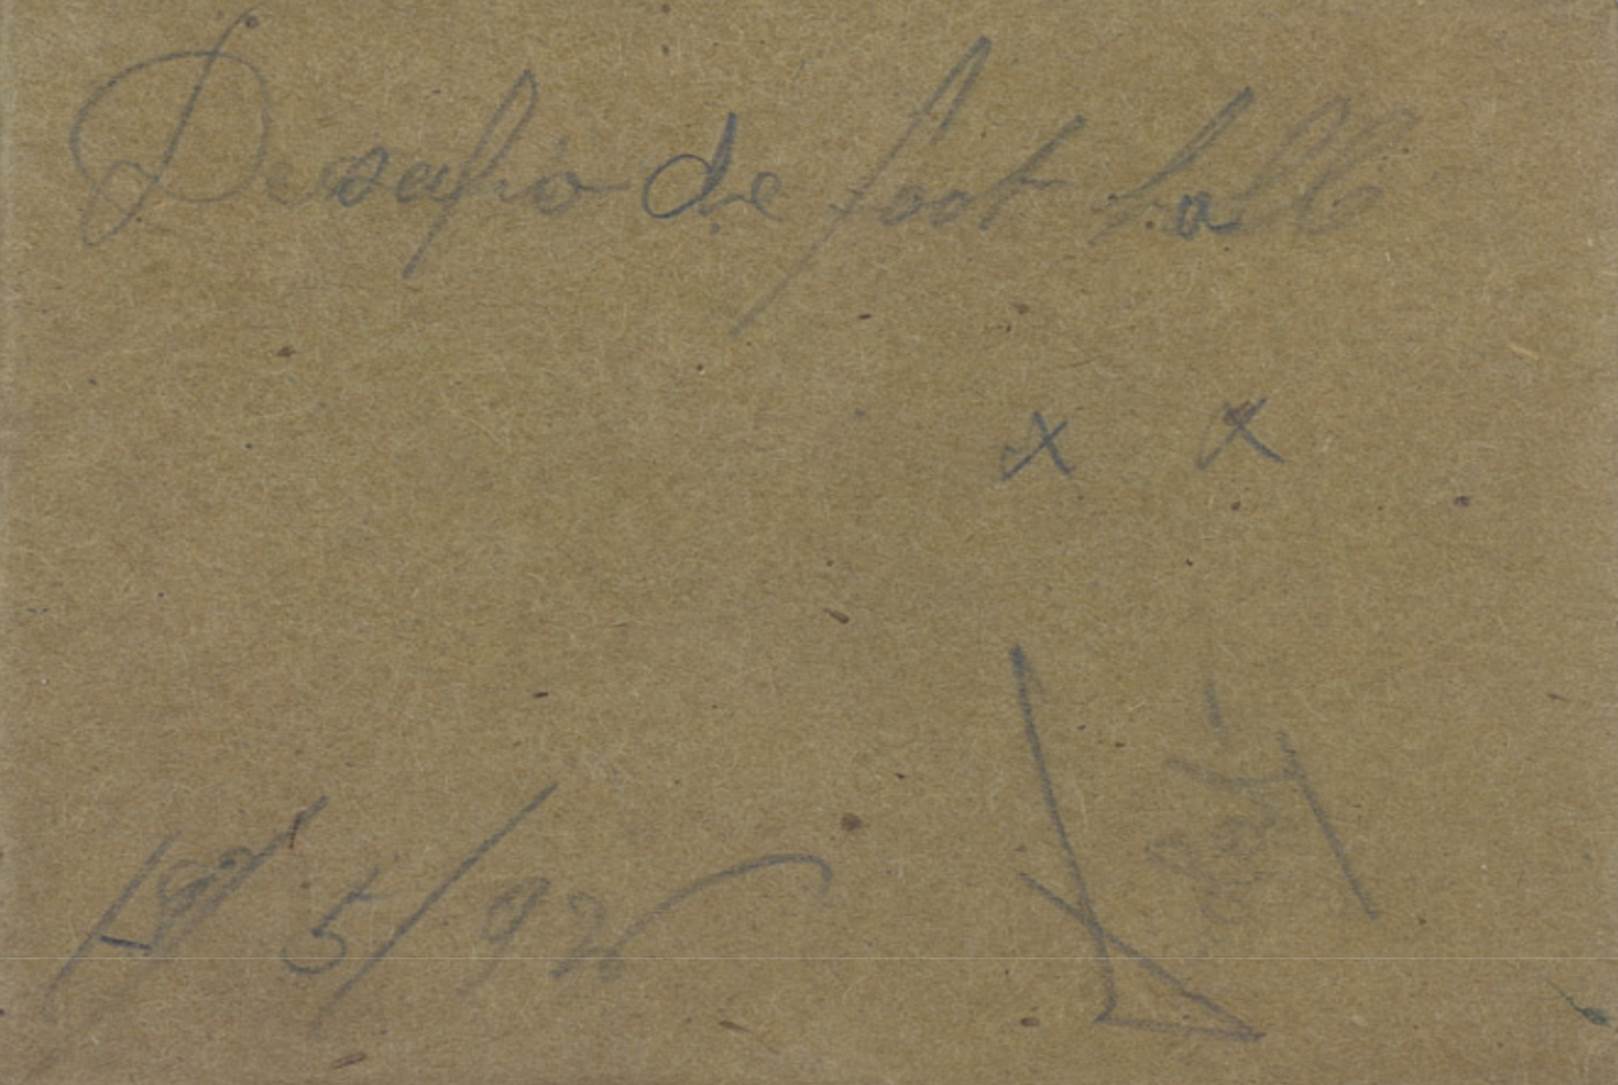 Desafio de foot ball
x x
5/92